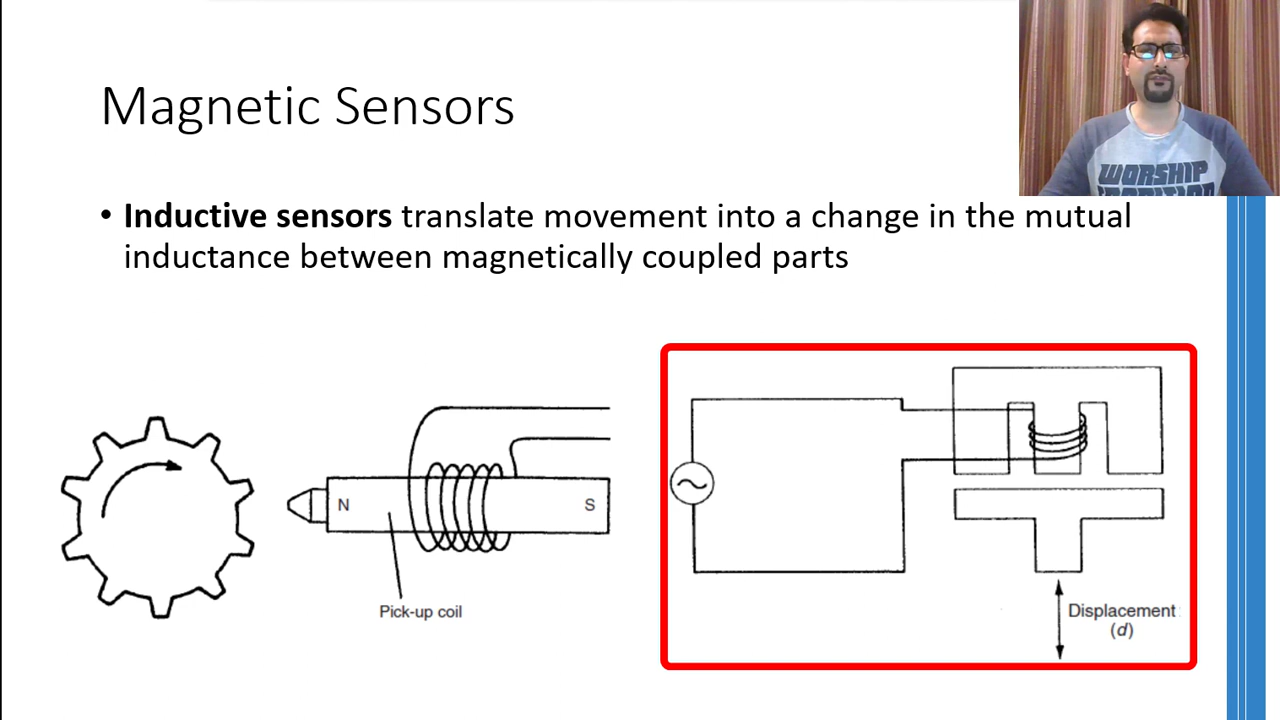 Magnetic Sensors
WORSHIP
• Inductive sensors translate movement into a change in the mutual
inductance between magnetically coupled parts
N
S
Pick-up coil
Displacement
(d)